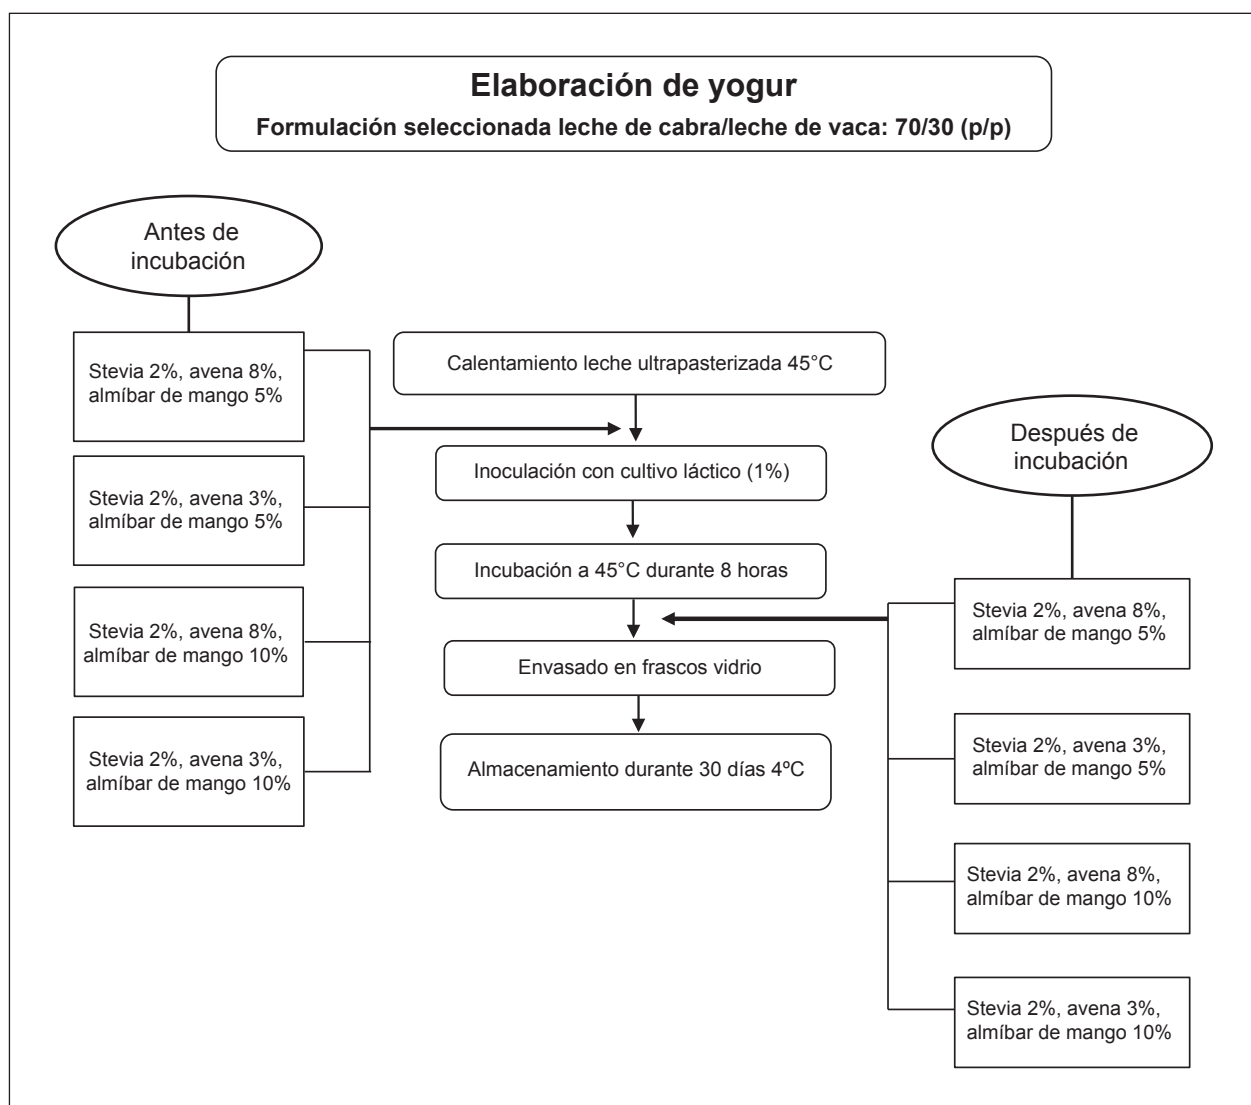 Elaboración de yogur
Formulación seleccionada leche de cabra/leche de vaca: 70/30 (p/p)
Antes de
incubación
Stevia 2%, avena 8%,
almíbar de mango 5%
Stevia 2%, avena 3%,
almíbar de mango 5%
Stevia 2%, avena 8%,
almíbar de mango 10%
Stevia 2%, avena 3%,
almíbar de mango 10%
Calentamiento leche ultrapasterizada 45°C
Inoculación con cultivo láctico (1%)
Incubación a 45°C durante 8 horas
Envasado en frascos vidrio
Almacenamiento durante 30 días 4ºC
Después de
incubación
Stevia 2%, avena 8%,
almíbar de mango 5%
Stevia 2%, avena 3%,
almíbar de mango 5%
Stevia 2%, avena 8%,
almíbar de mango 10%
Stevia 2%, avena 3%,
almíbar de mango 10%